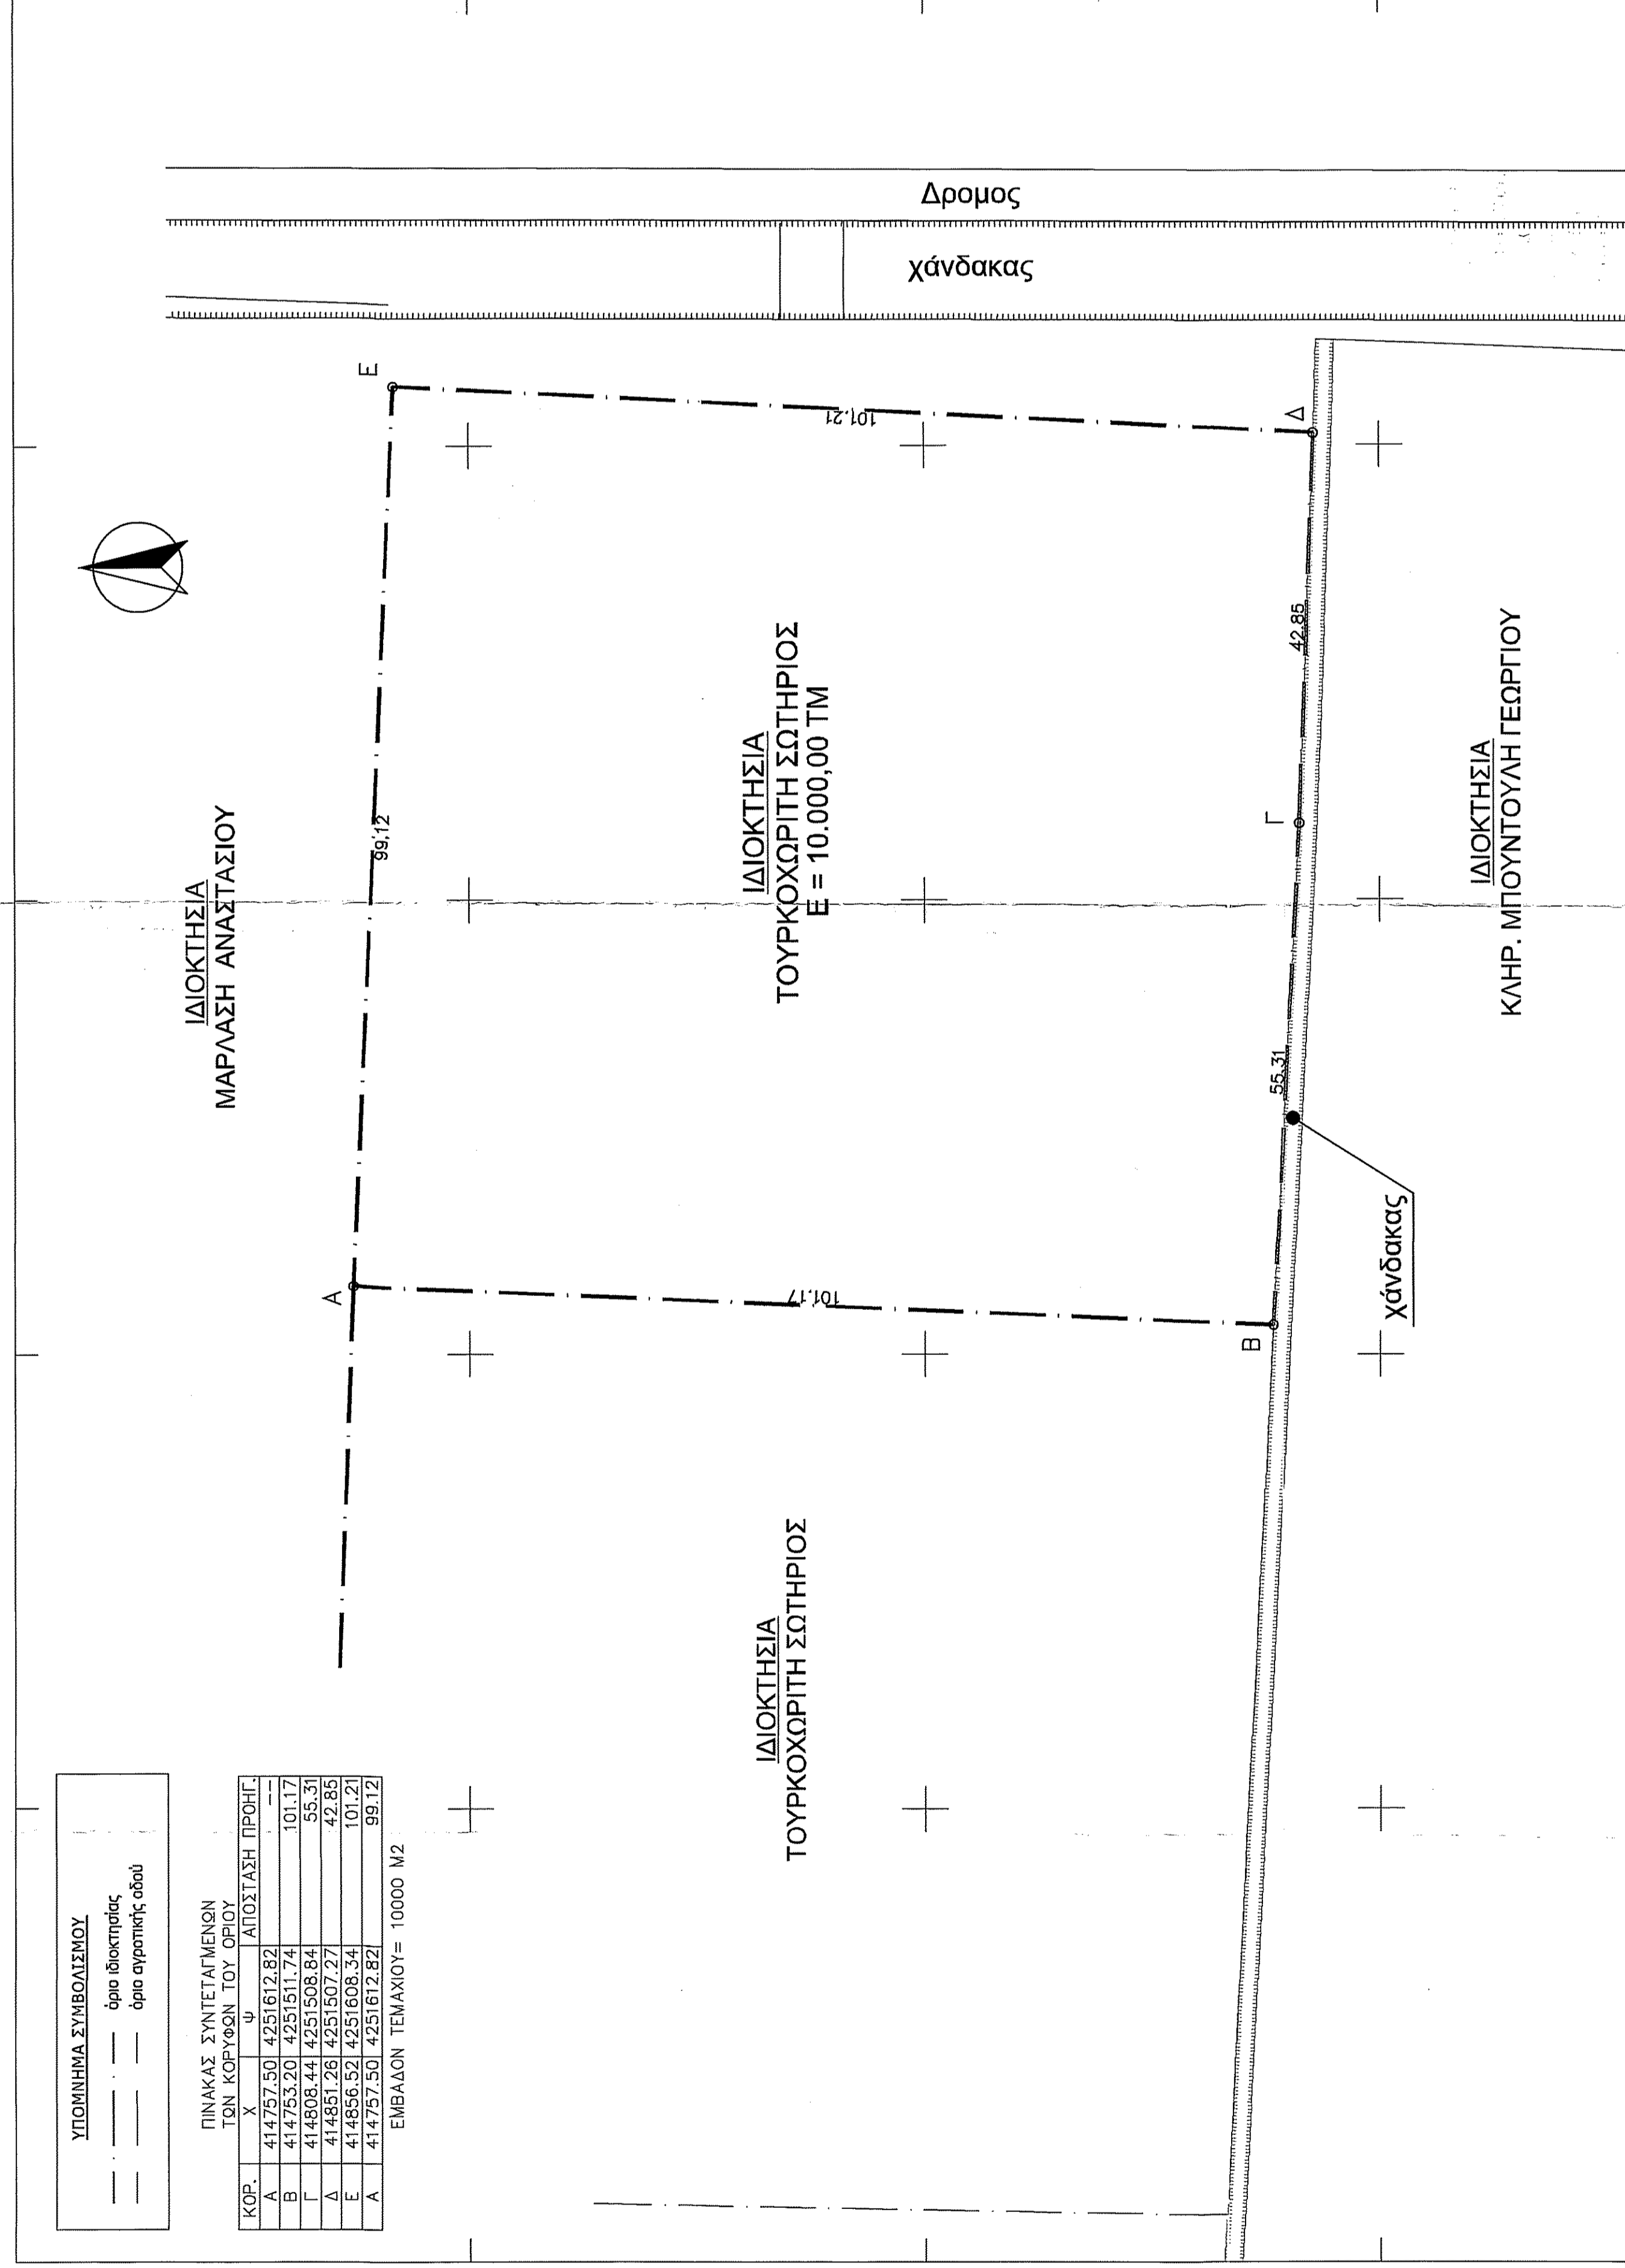 Δρομος
χάνδακας
Ε
101.21
Δ
99.12
ΙΔΙΟΚΤΗΣΙΑ
ΜΑΡΛΑΣΗ ΑΝΑΣΤΑΣΙΟΥ
ΙΔΙΟΚΤΗΣΙΑ
ΤΟΥΡΚΟΧΩΡΙΤΗ ΣΩΤΗΡΙΟΣ
Ε = 10.000,00 ΤΜ
42.85
Γ
ΙΔΙΟΚΤΗΣΙΑ
ΚΛΗΡ. ΜΠΟΥΝΤΟΥΛΗ ΓΕΩΡΓΙΟΥ
55.31
Α
101.17
Β
χάνδακας
ΙΔΙΟΚΤΗΣΙΑ
ΤΟΥΡΚΟΧΩΡΙΤΗ ΣΩΤΗΡΙΟΣ
ΥΠΟΜΝΗΜΑ ΣΥΜΒΟΛΙΣΜΟΥ
όριο ιδιοκτησίας
όριο αγροτικής οδού
ΠΙΝΑΚΑΣ ΣΥΝΤΕΤΑΓΜΕΝΩΝ
ΤΩΝ ΚΟΡΥΦΩΝ ΤΟΥ ΟΡΙΟΥ
ΚΟΡ. Χ Ψ ΑΠΟΣΤΑΣΗ ΠΡΟΗΓ.
Α 414757.50 4251612.82 ---
Β 414753.20 4251511.74 101.17
Γ 414808.44 4251508.84 55.31
Δ 414851.26 4251507.27 42.85
Ε 414856.52 4251608.34 101.21
Α 414757.50 4251612.82 99.12
ΕΜΒΑΔΟΝ ΤΕΜΑΧΙΟΥ= 10000 Μ2